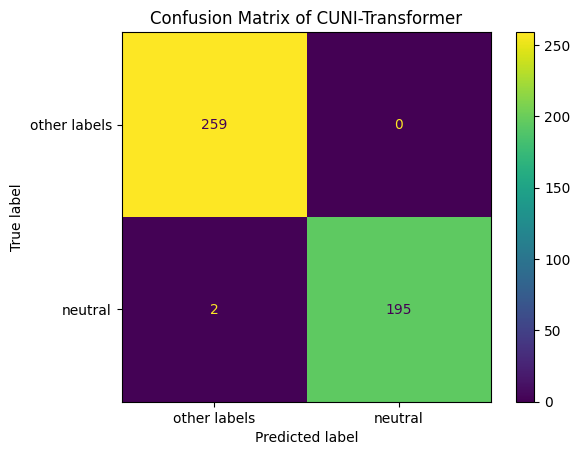 Confusion Matrix of CUNI-Transformer
other labels
259
0
neutral
2
195
True label
other labels
neutral
Predicted label
250
200
150
100
50
0